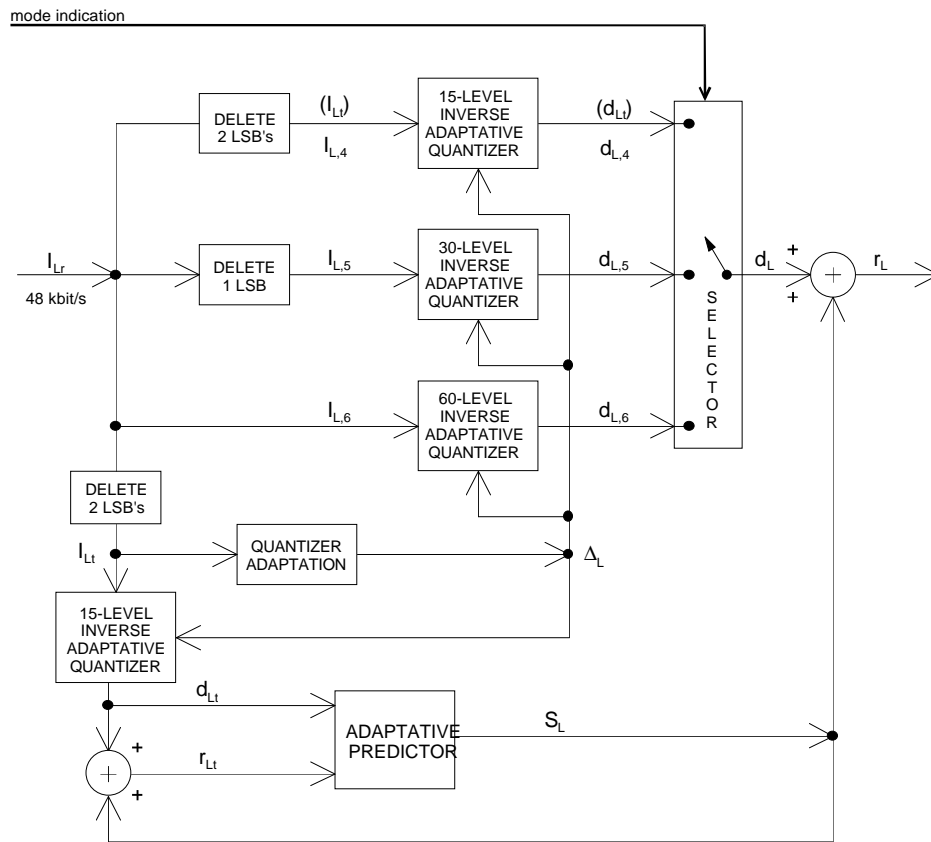 mode indication
DELETE
2 LSB's
(I_Lt)
I_L,4
15-LEVEL
INVERSE
ADAPTATIVE
QUANTIZER
(d_Lt)
d_L,4
I_Lr
48 kbit/s
DELETE
1 LSB
I_L,5
30-LEVEL
INVERSE
ADAPTATIVE
QUANTIZER
d_L,5
S
E
L
E
C
T
O
R
d_L
+
+
+
r_L
I_L,6
60-LEVEL
INVERSE
ADAPTATIVE
QUANTIZER
d_L,6
DELETE
2 LSB's
I_Lt
QUANTIZER
ADAPTATION
Δ_L
15-LEVEL
INVERSE
ADAPTATIVE
QUANTIZER
d_Lt
+
+
+
r_Lt
ADAPTATIVE
PREDICTOR
S_L